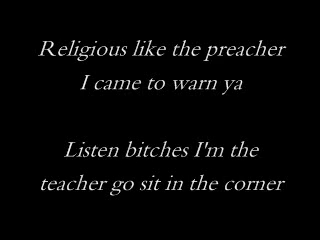 Religious like the preacher
I came to warn ya
Listen bitches I'm the
teacher go sit in the corner